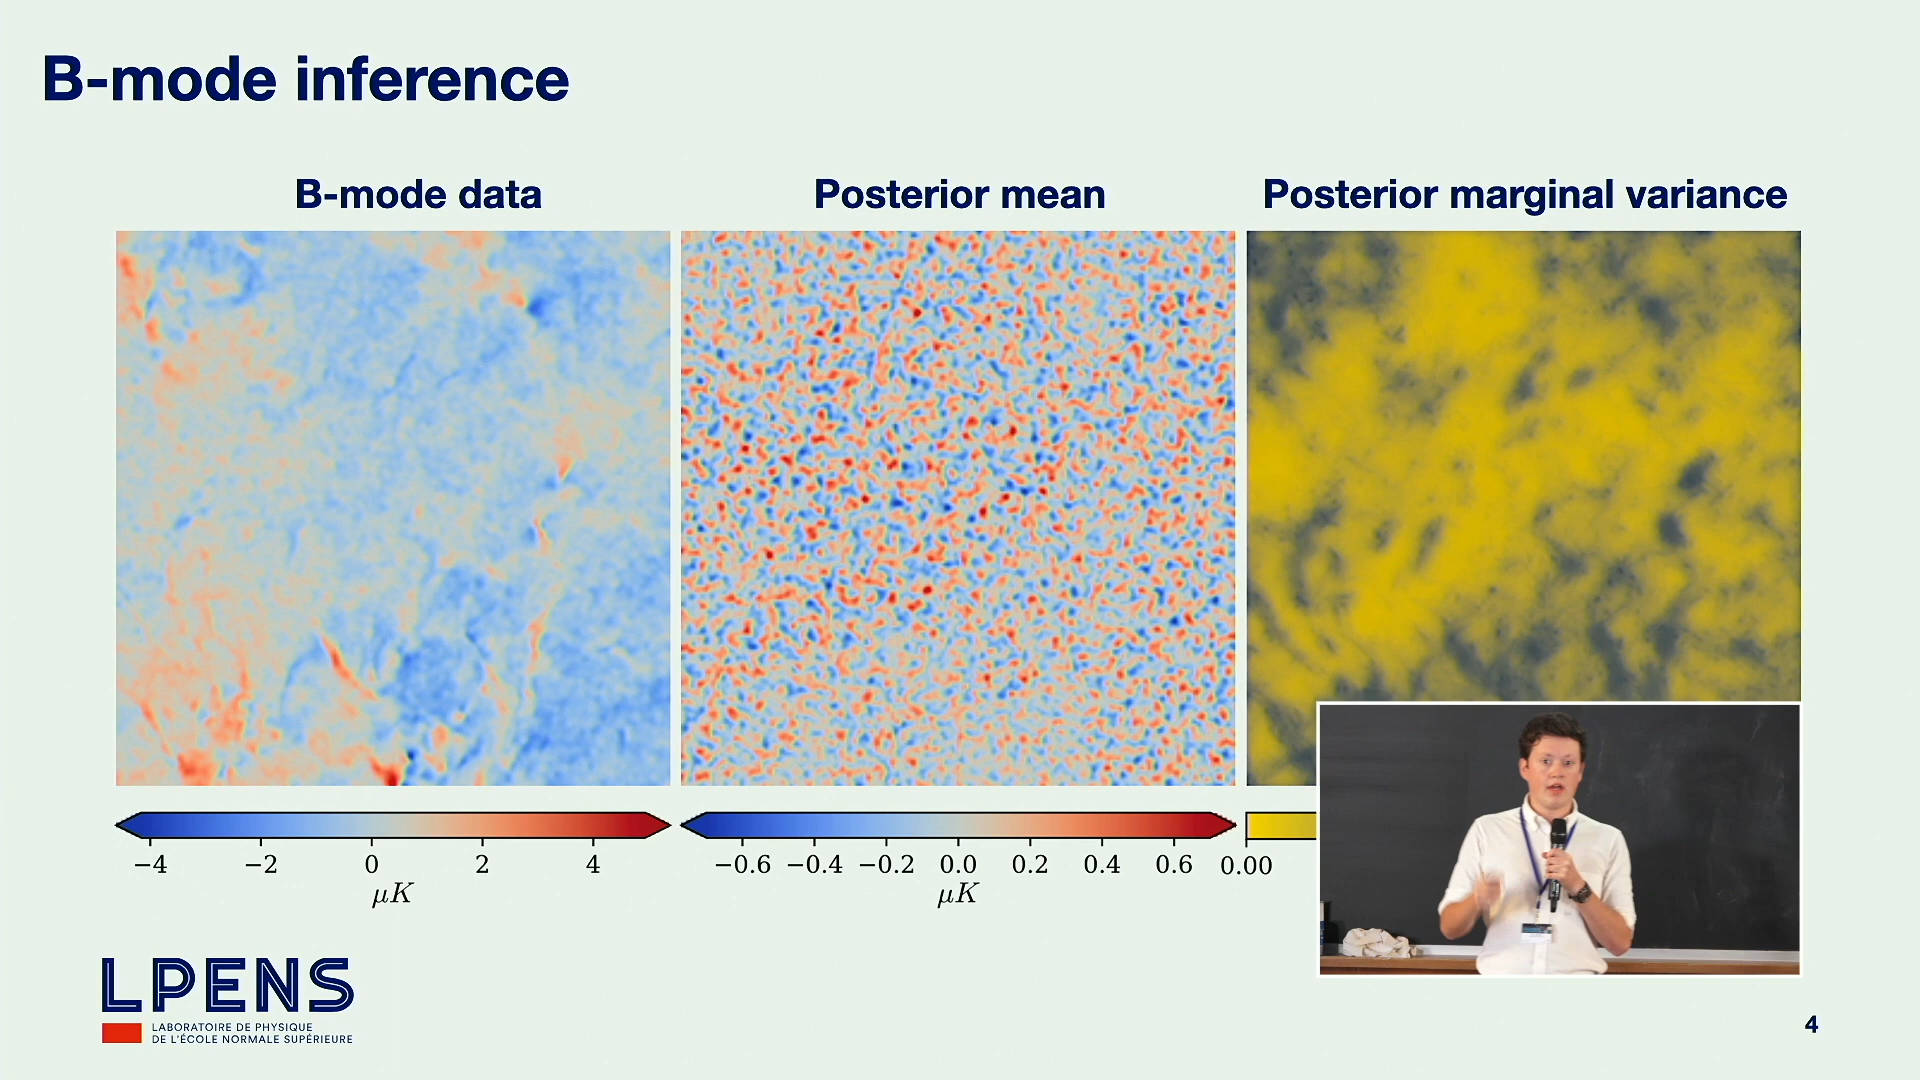 B-mode inference
B-mode data
Posterior mean
Posterior marginal variance
−4 −2 0 2 4
μK
−0.6 −0.4 −0.2 0.0 0.2 0.4 0.6
μK
0.00
LPENS
LABORATOIRE DE PHYSIQUE
DE L'ÉCOLE NORMALE SUPÉRIEURE
4